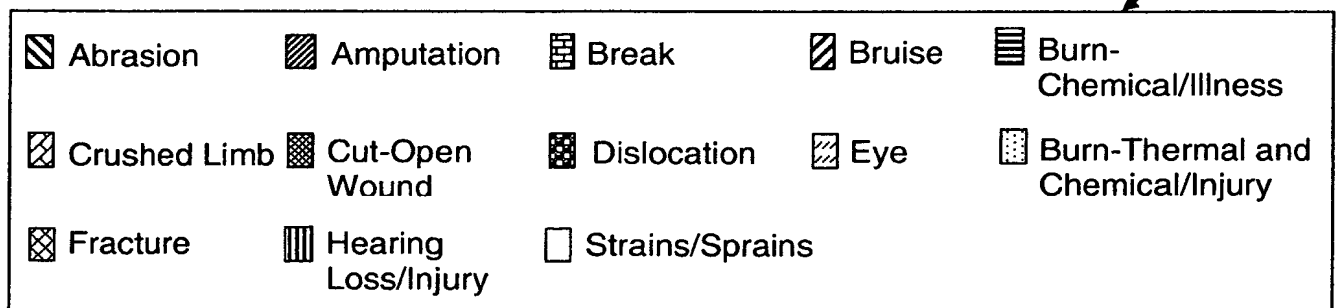 Abrasion Amputation Break Bruise Burn-
Chemical/Illness
Crushed Limb Cut-Open Dislocation Eye Burn-Thermal and
Wound Chemical/Injury
Fracture Hearing Strains/Sprains
Loss/Injury